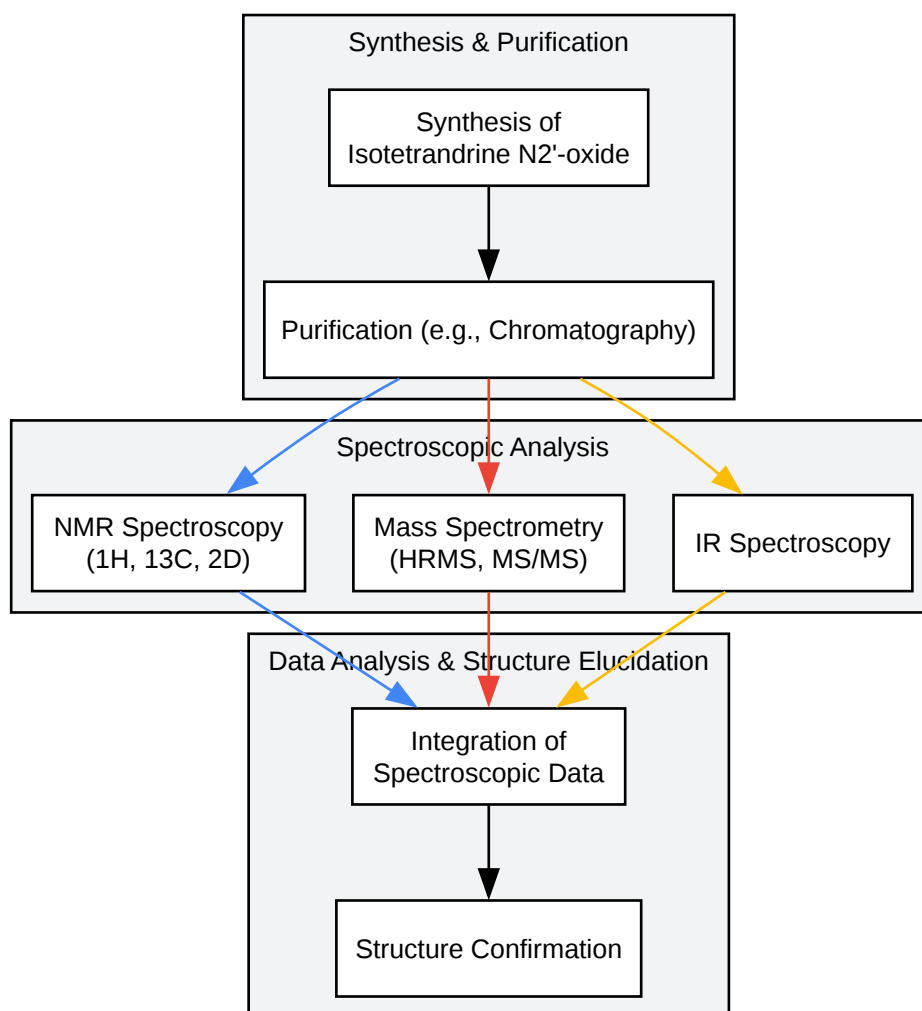 Synthesis & Purification
Synthesis of
Isotetrandrine N2'-oxide
Purification (e.g., Chromatography)
Spectroscopic Analysis
NMR Spectroscopy
(1H, 13C, 2D)
Mass Spectrometry
(HRMS, MS/MS)
IR Spectroscopy
Data Analysis & Structure Elucidation
Integration of
Spectroscopic Data
Structure Confirmation